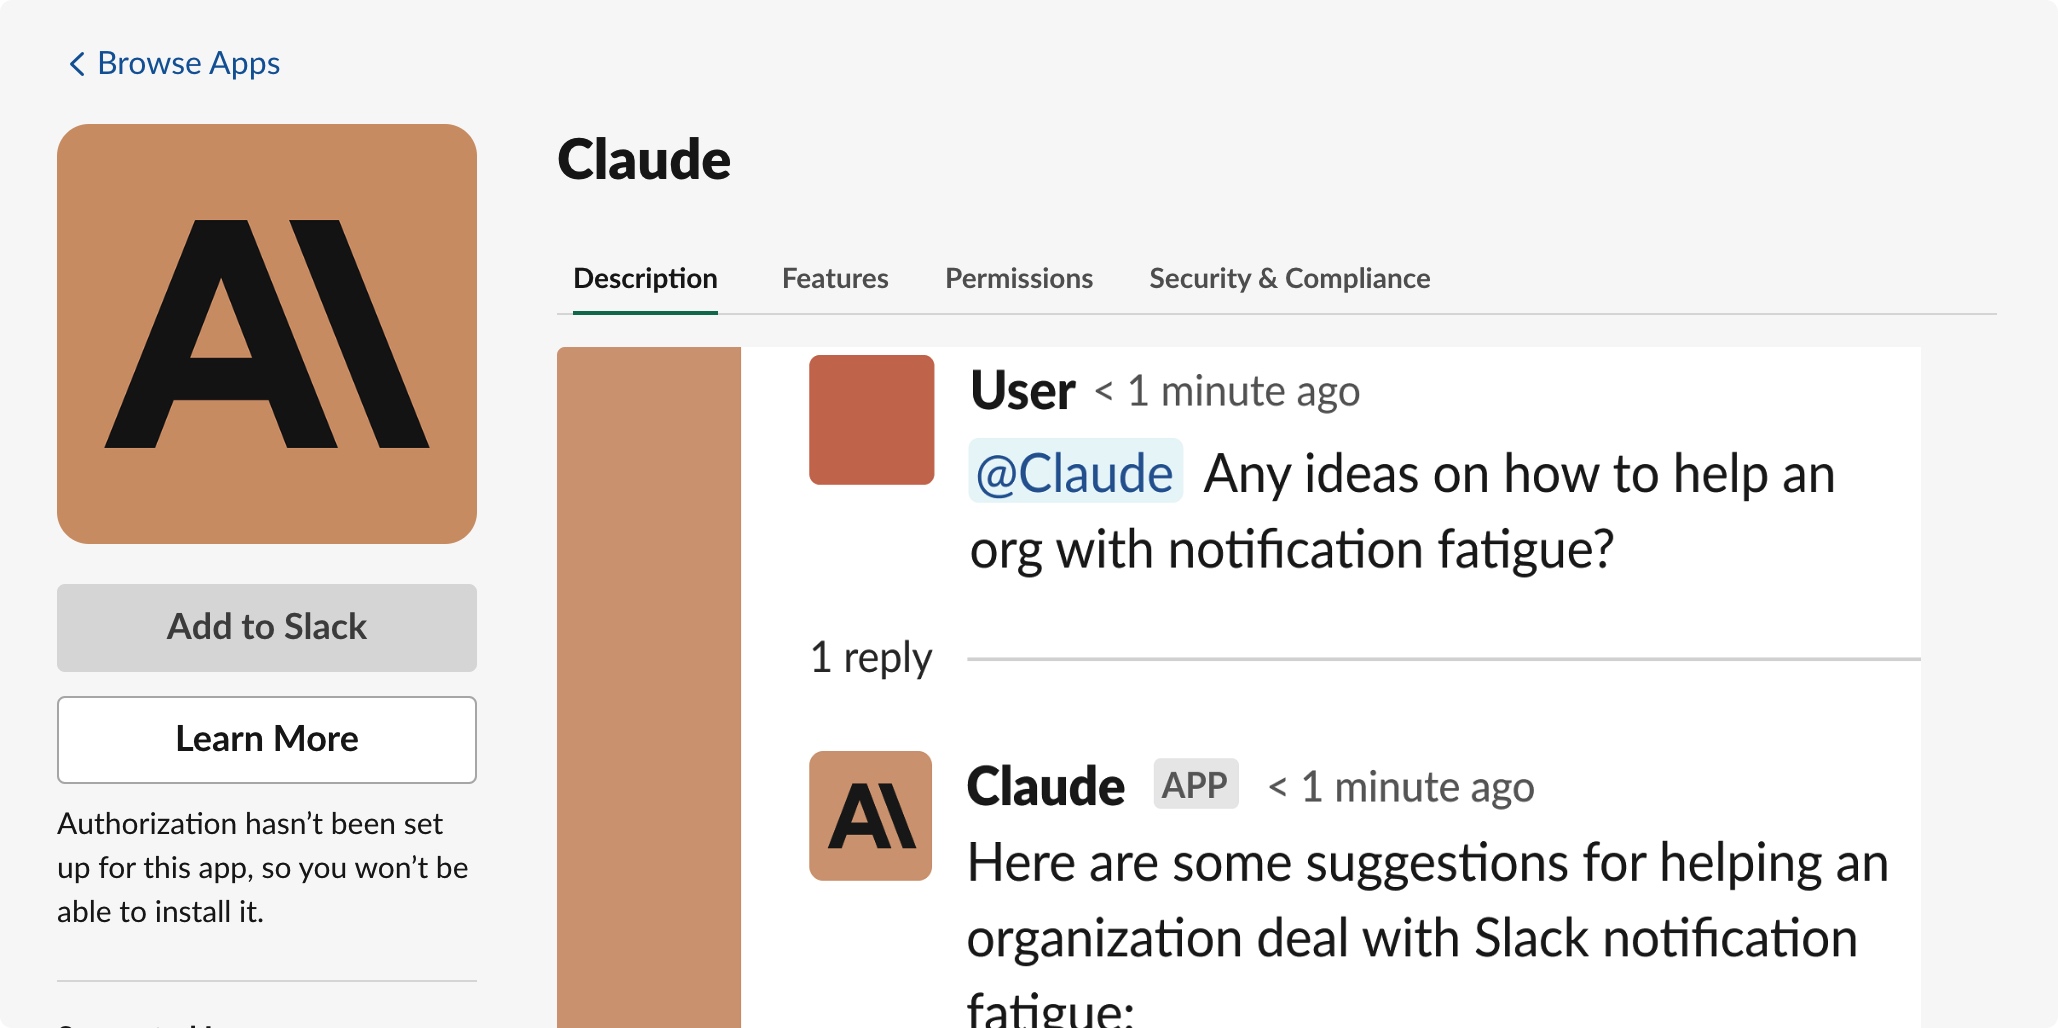 Browse Apps
Claude
Description Features Permissions Security & Compliance
Add to Slack
Learn More
Authorization hasn’t been set
up for this app, so you won’t be
able to install it.
User < 1 minute ago
@Claude Any ideas on how to help an
org with notification fatigue?
1 reply
Claude APP < 1 minute ago
Here are some suggestions for helping an
organization deal with Slack notification
fatigue: